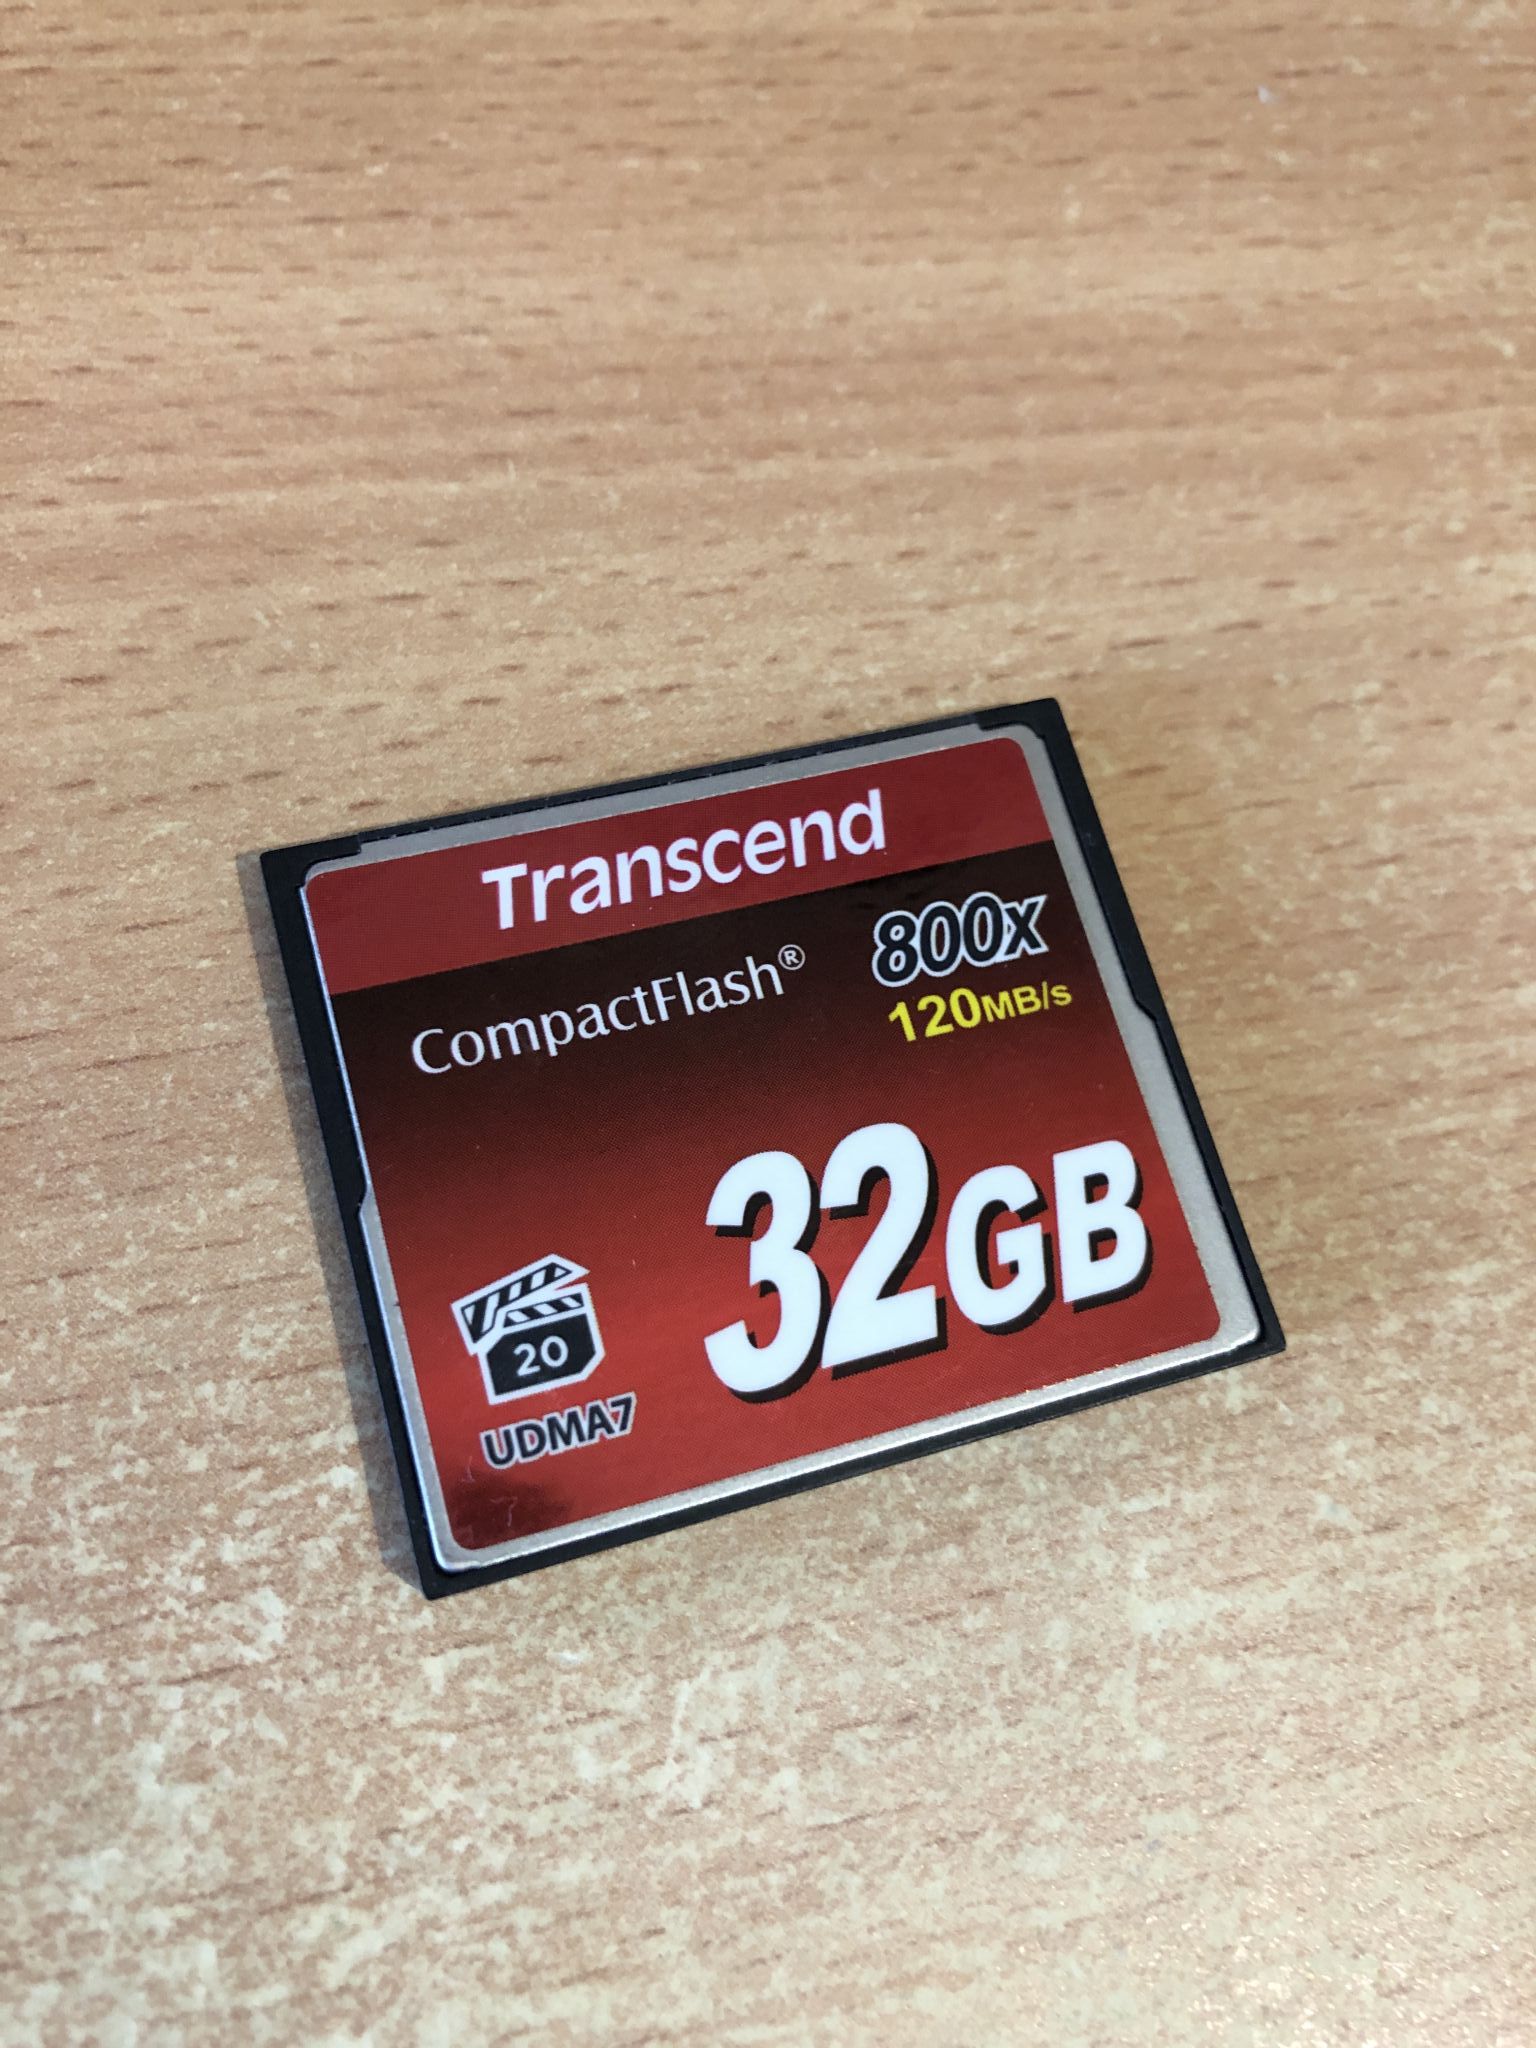 Transcend
CompactFlash®
800x
120MB/s
32GB
20
UDMA7